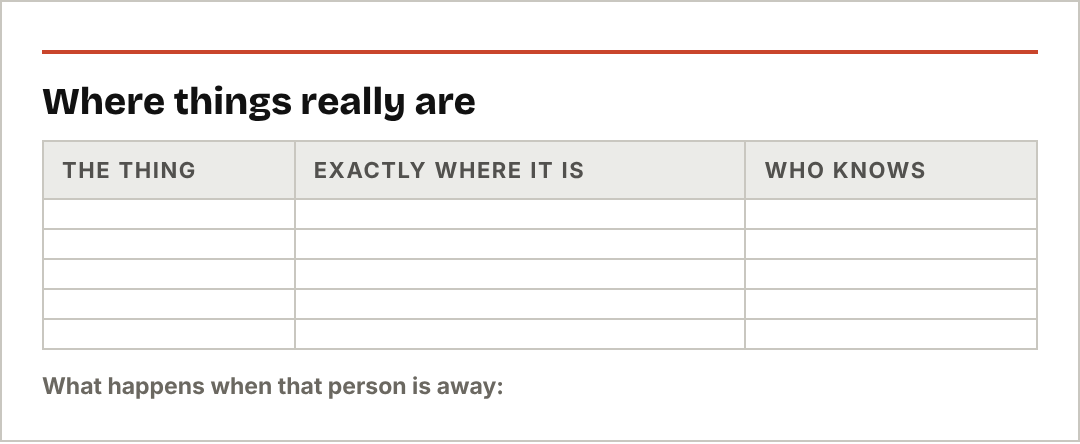 Where things really are
THE THING EXACTLY WHERE IT IS WHO KNOWS
What happens when that person is away: